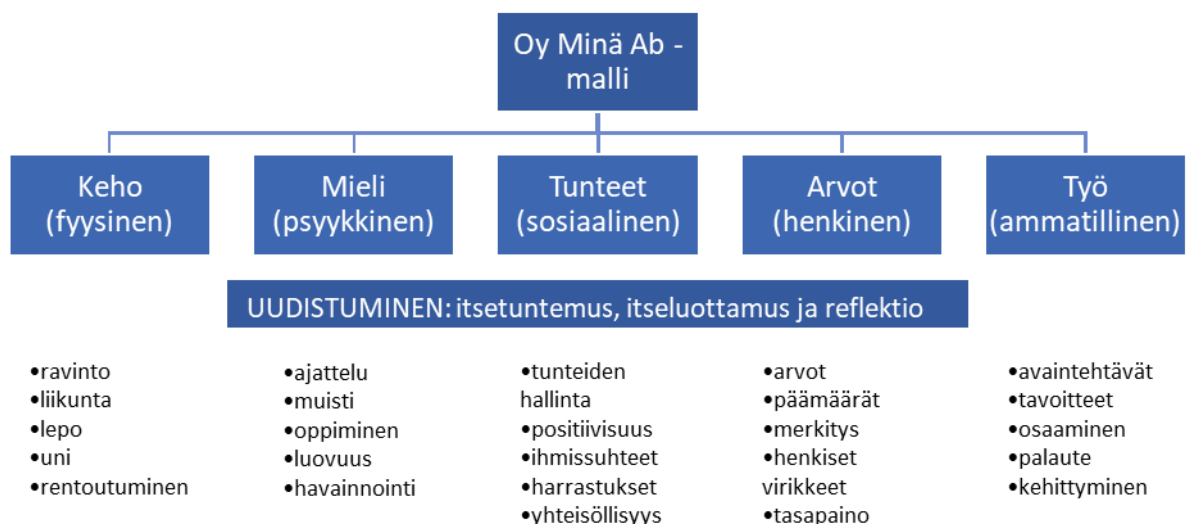 Oy Minä Ab -
malli
Keho
(fyysinen)
Mieli
(psyykkinen)
Tunteet
(sosiaalinen)
Arvot
(henkinen)
Työ
(ammatillinen)
UUDISTUMINEN: itsetuntemus, itseluottamus ja reflektio
•ravinto
•liikunta
•lepo
•uni
•rentoutuminen
•ajattelu
•muisti
•oppiminen
•luovuus
•havainnointi
•tunteiden
hallinta
•positiivisuus
•ihmissuhteet
•harrastukset
•yhteisöllisyys
•arvot
•päämäärät
•merkitys
•henkiset
virikkeet
•tasapaino
•avaintehtävät
•tavoitteet
•osaaminen
•palaute
•kehittyminen